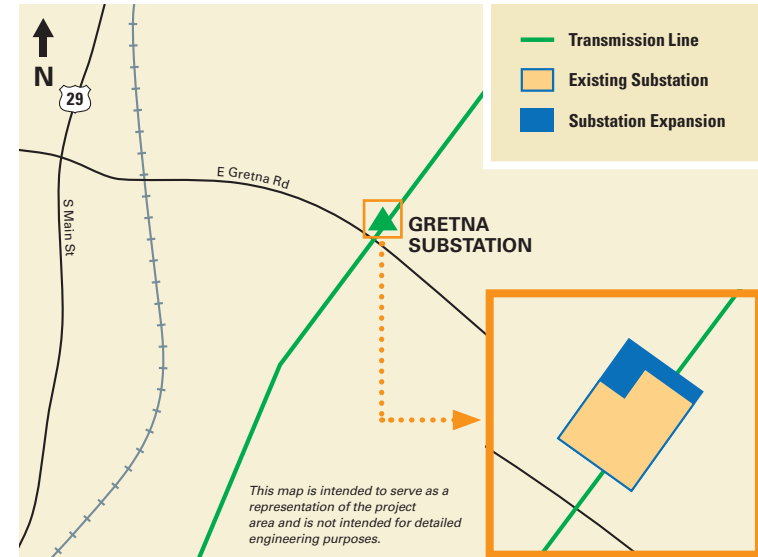 N
29
S Main St
E Gretna Rd
GRETNA
SUBSTATION
Transmission Line
Existing Substation
Substation Expansion
This map is intended to serve as a
representation of the project
area and is not intended for detailed
engineering purposes.